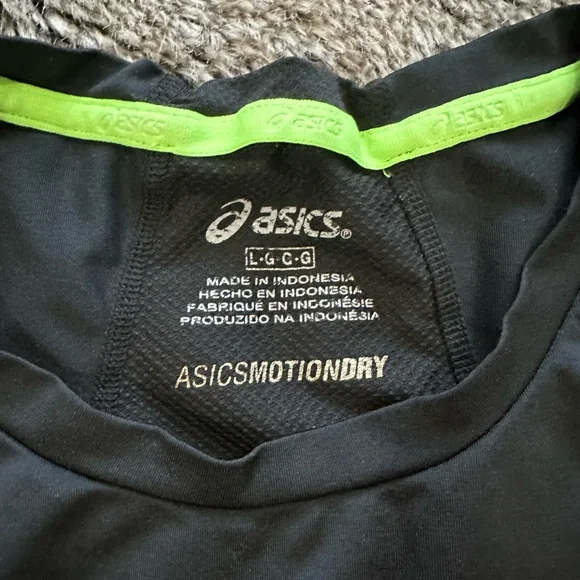 asics asics asics
asics®
L·G·G·G
MADE IN INDONESIA
HECHO EN INDONESIA
FABRIQUÉ EN INDONÉSIE
PRODUZIDO NA INDONÉSIA
ASICSMOTIONDRY